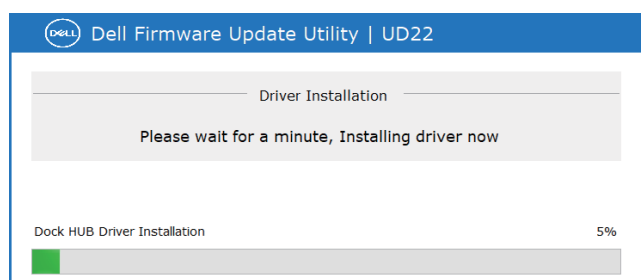 DELL Dell Firmware Update Utility | UD22
Driver Installation
Please wait for a minute, Installing driver now
Dock HUB Driver Installation 5%